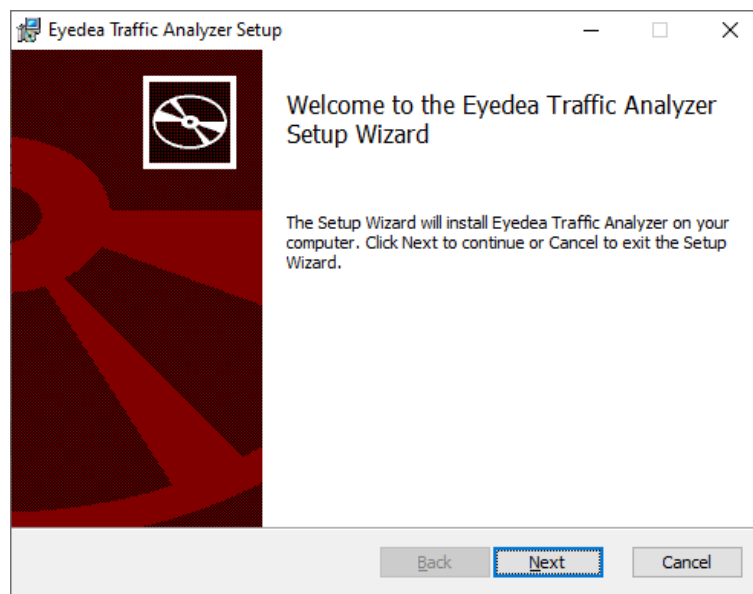 Eyedea Traffic Analyzer Setup
Welcome to the Eyedea Traffic Analyzer
Setup Wizard
The Setup Wizard will install Eyedea Traffic Analyzer on your
computer. Click Next to continue or Cancel to exit the Setup
Wizard.
Back Next Cancel